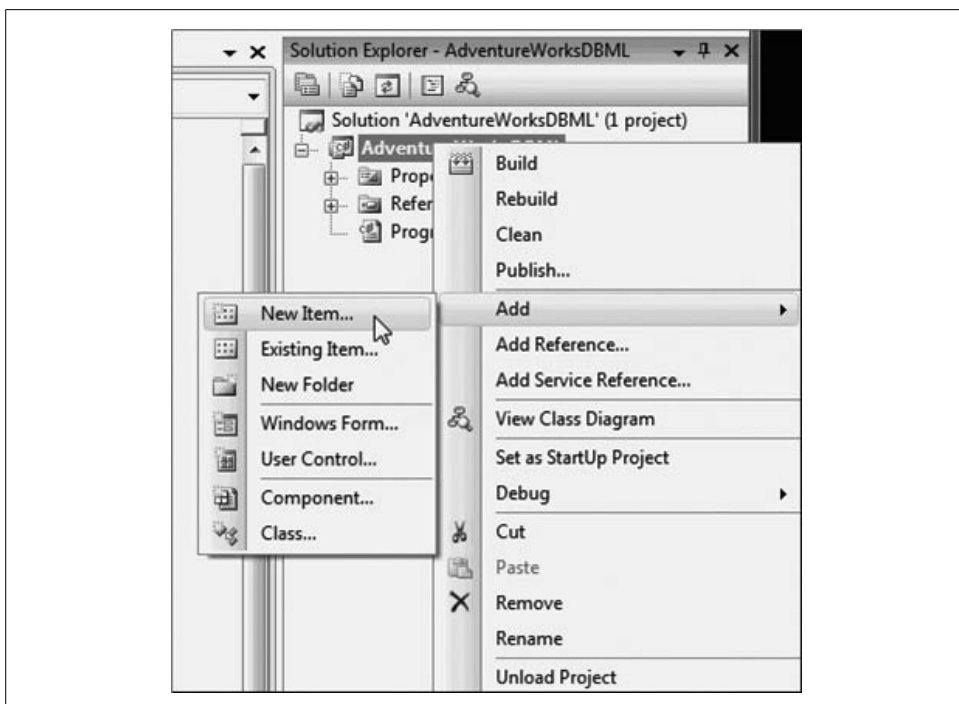 Solution Explorer - AdventureWorksDBML
Solution 'AdventureWorksDBML' (1 project)
Build
Rebuild
Clean
Publish...
Add
Add Reference...
Add Service Reference...
View Class Diagram
Set as StartUp Project
Debug
Cut
Paste
Remove
Rename
Unload Project
New Item...
Existing Item...
New Folder
Windows Form...
User Control...
Component...
Class...